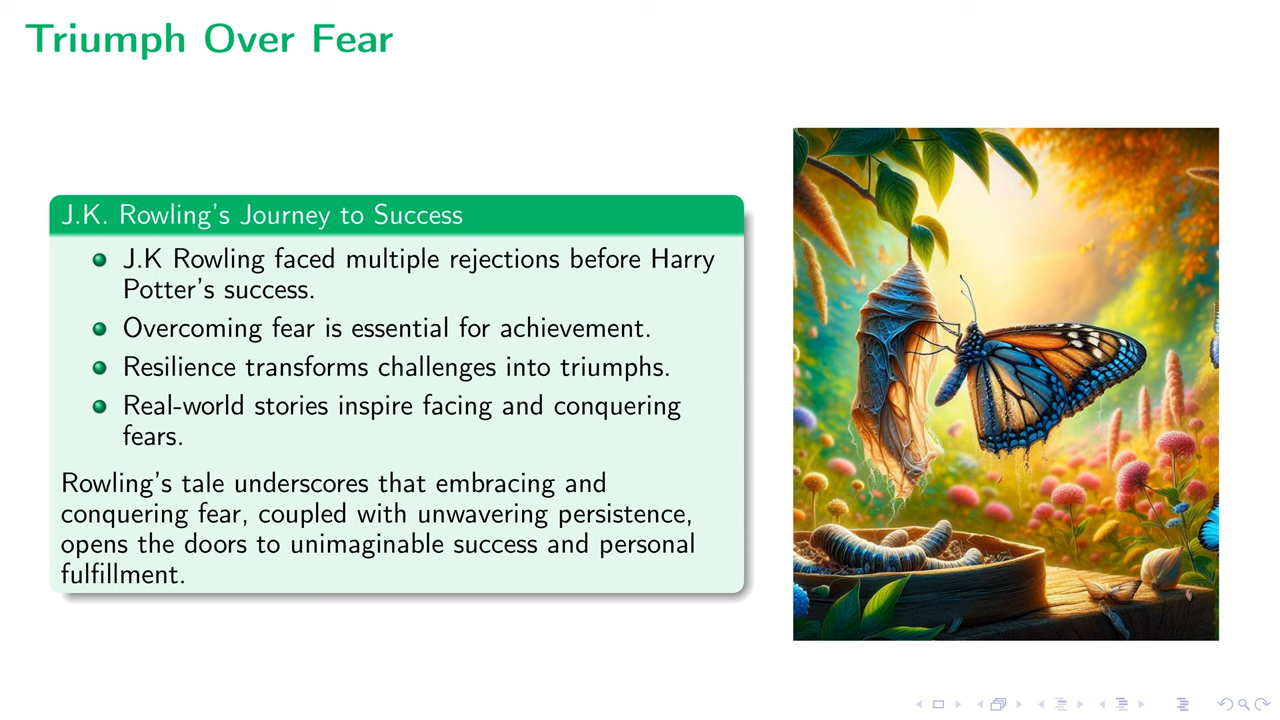 Triumph Over Fear
J.K. Rowling's Journey to Success
J.K Rowling faced multiple rejections before Harry
Potter's success.
Overcoming fear is essential for achievement.
Resilience transforms challenges into triumphs.
Real-world stories inspire facing and conquering
fears.
Rowling's tale underscores that embracing and
conquering fear, coupled with unwavering persistence,
opens the doors to unimaginable success and personal
fulfillment.